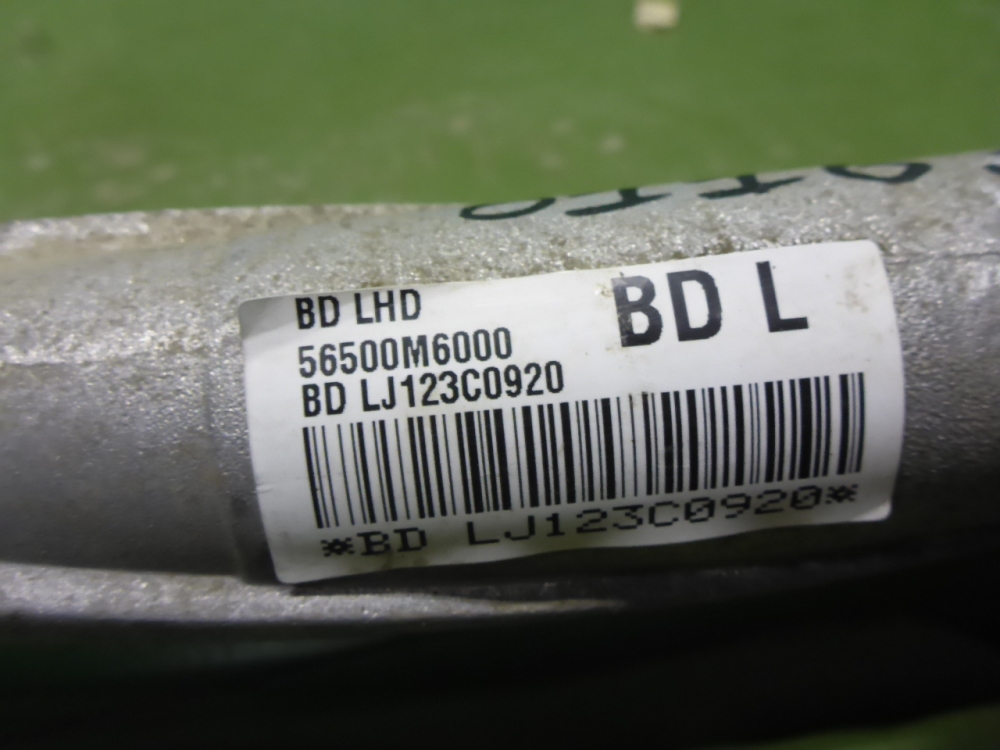 BD LHD
BD L
56500M6000
BD LJ123C0920
*BD LJ123C0920*